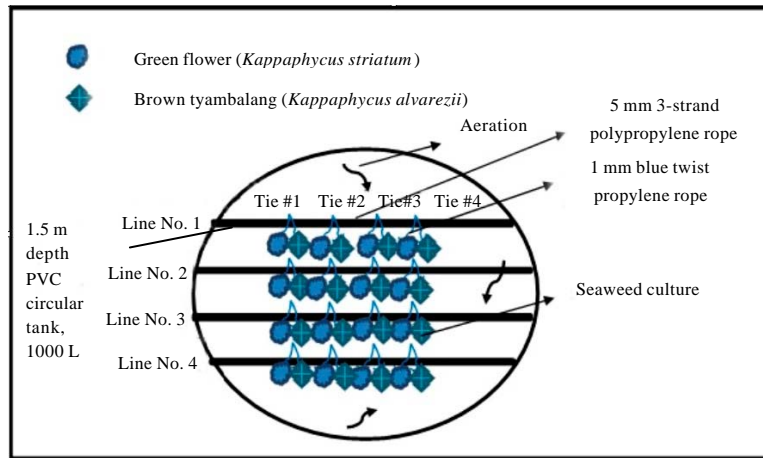 Green flower (Kappaphycus striatum)
Brown tyambalang (Kappaphycus alvarezii)
Aeration
5 mm 3-strand
polypropylene rope
1 mm blue twist
propylene rope
Tie #1 Tie #2 Tie#3 Tie #4
Line No. 1
1.5 m
depth
PVC
circular
tank,
1000 L
Line No. 2
Seaweed culture
Line No. 3
Line No. 4